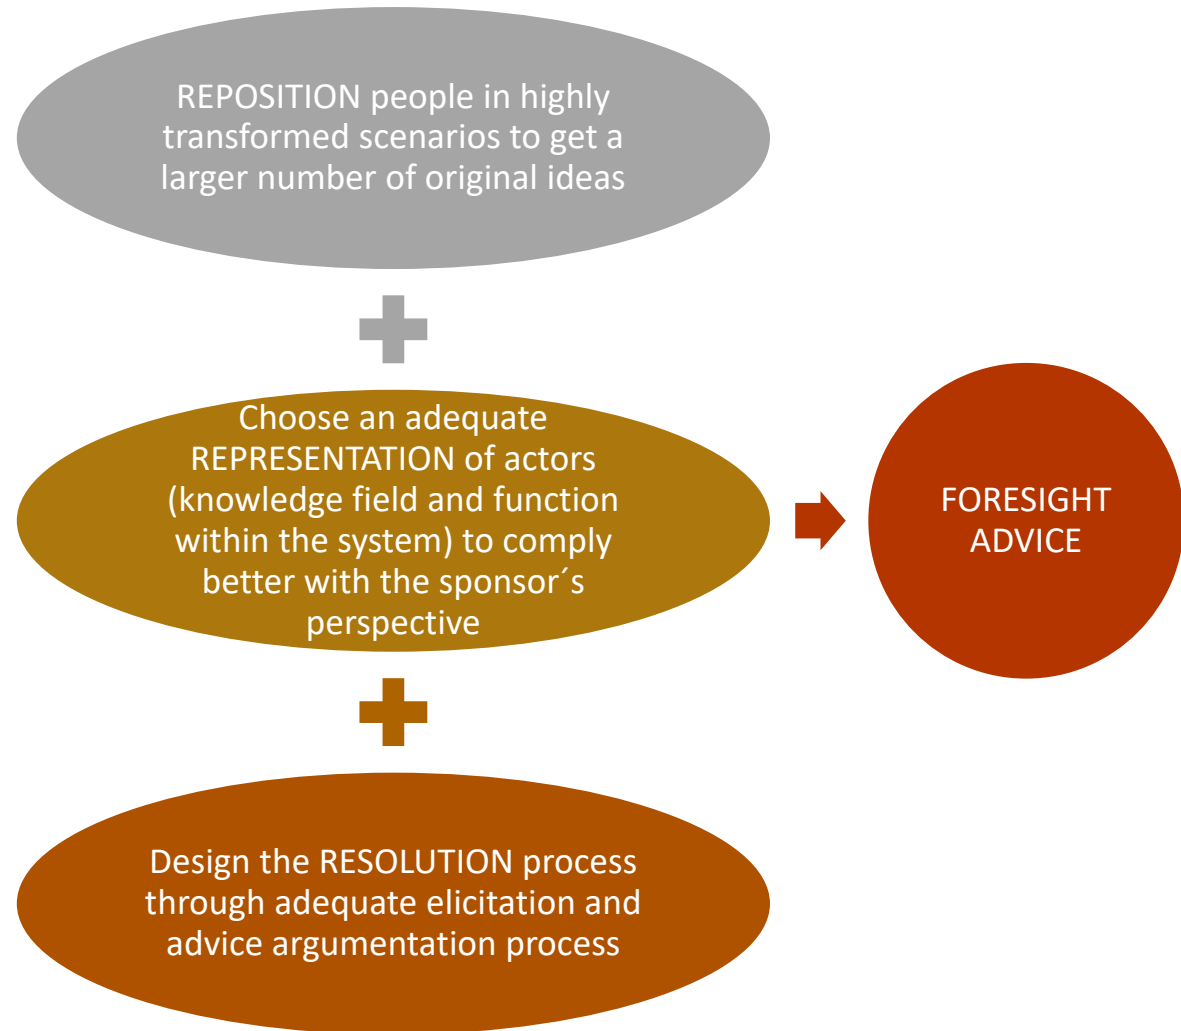 REPOSITION people in highly
transformed scenarios to get a
larger number of original ideas
Choose an adequate
REPRESENTATION of actors
(knowledge field and function
within the system) to comply
better with the sponsor´s
perspective
FORESIGHT
ADVICE
Design the RESOLUTION process
through adequate elicitation and
advice argumentation process